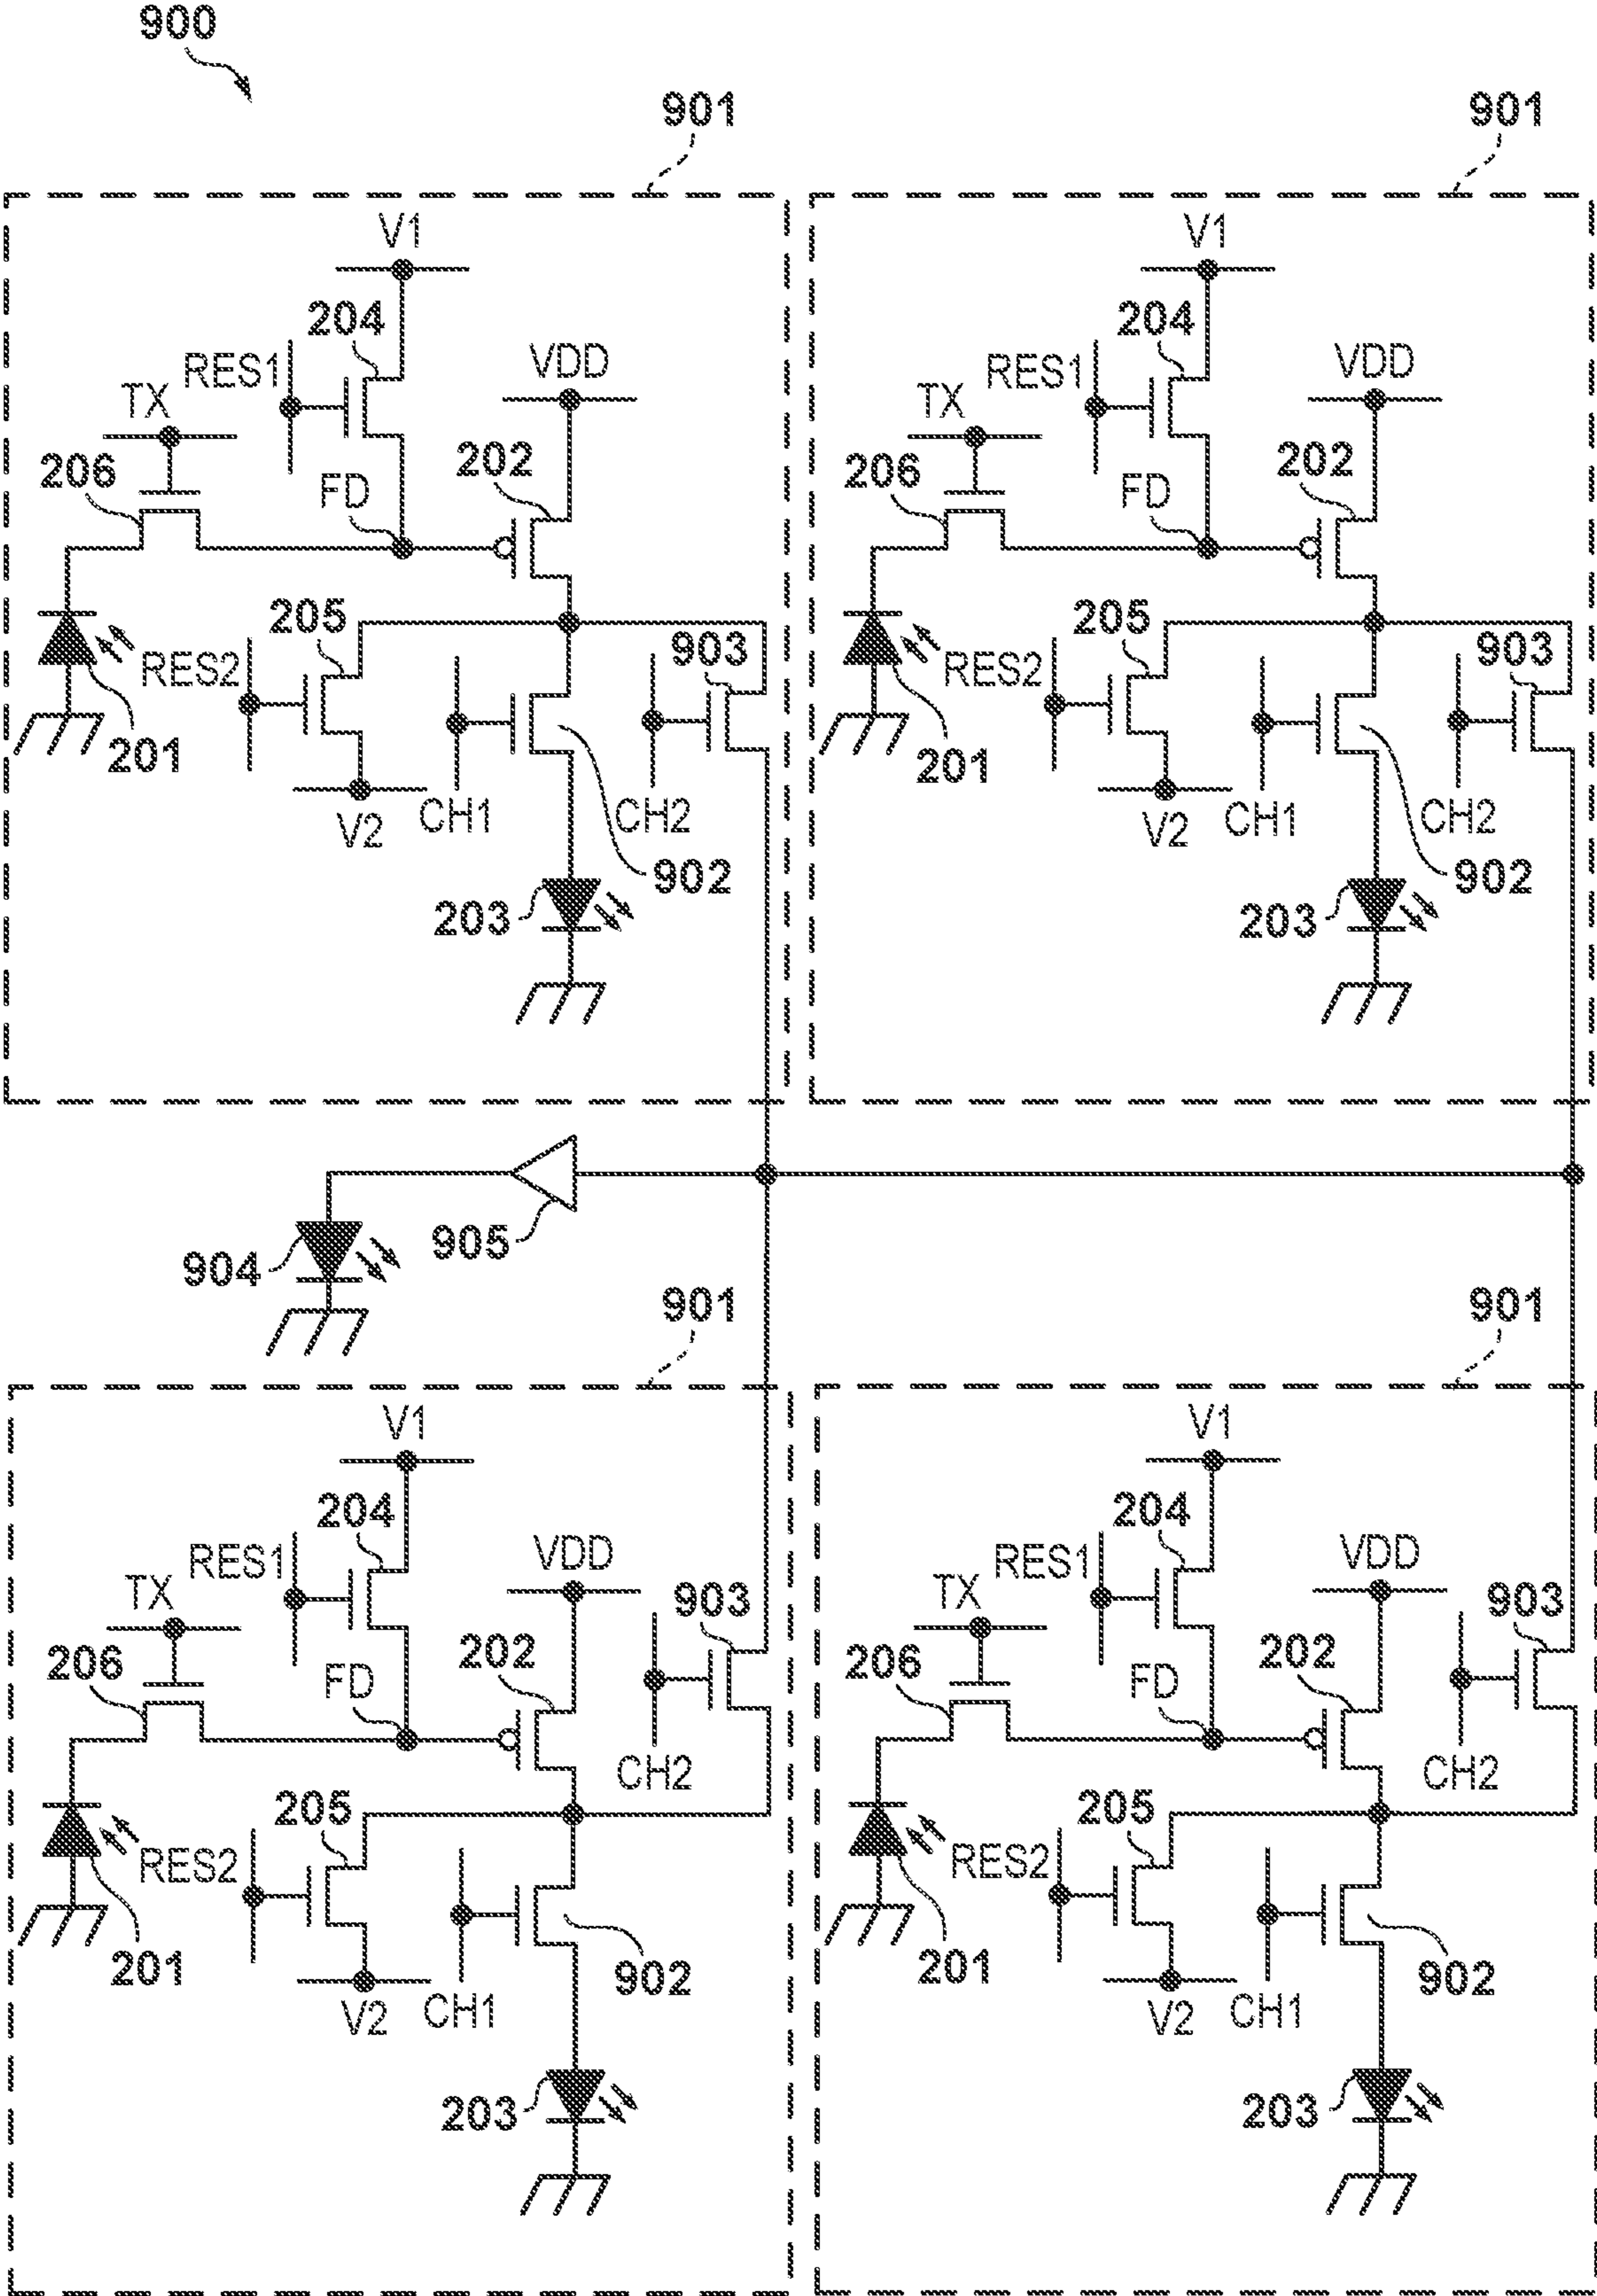 900
901 901
V1 V1
204 204
RES1 VDD RES1 VDD
TX TX
206 FD 202 206 FD 202
205 903 205 903
RES2 RES2
201 201
V2 CH1 CH2 V2 CH1 CH2
902 902
203 203
905
904
901 901
V1 V1
204 204
RES1 VDD RES1 VDD
TX 903 TX 903
206 FD 202 206 FD 202
CH2 CH2
205 205
RES2 RES2
201 902 201 902
V2 CH1 V2 CH1
203 203